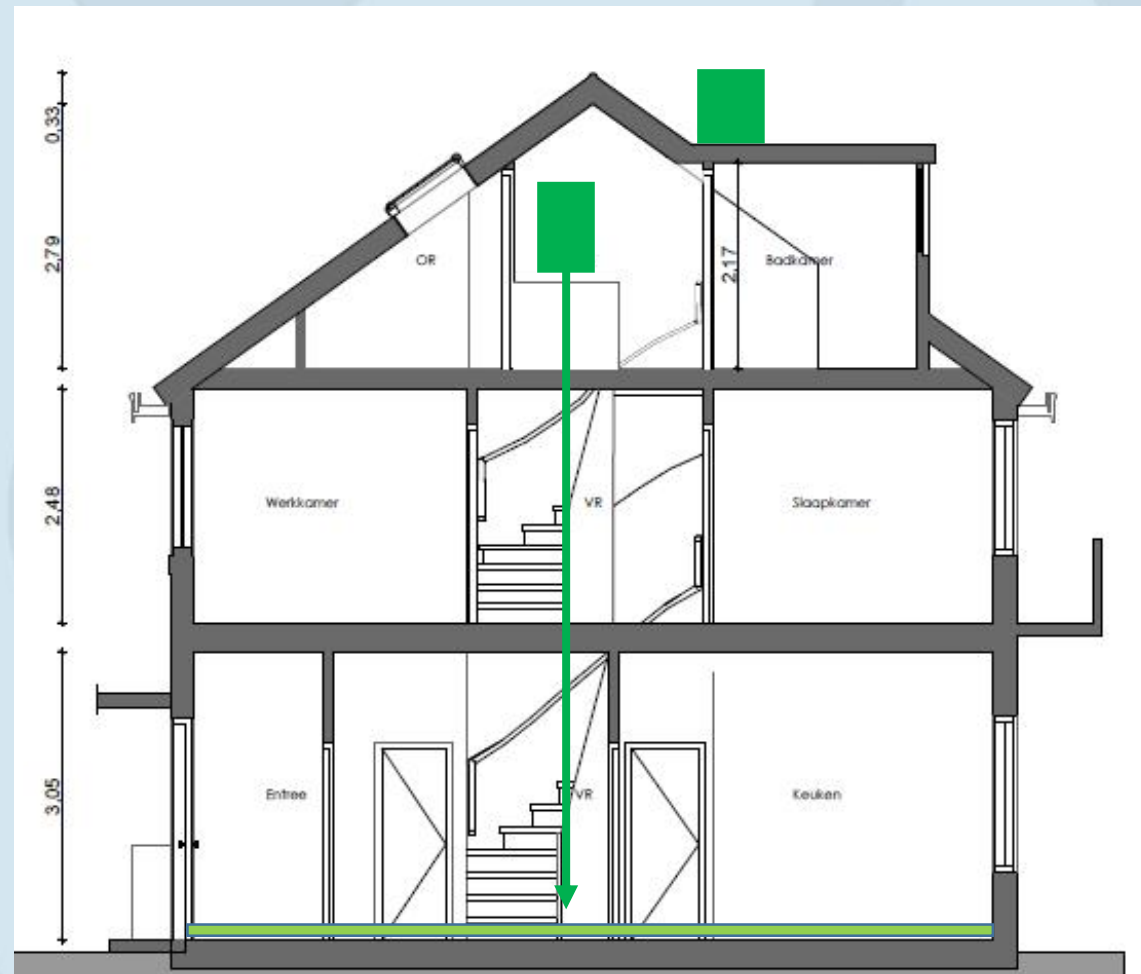 0,33
2,79
OR
2,17
Badkamer
2,48
Werkkamer
VR
Slaapkamer
3,05
Entree
VR
Keuken